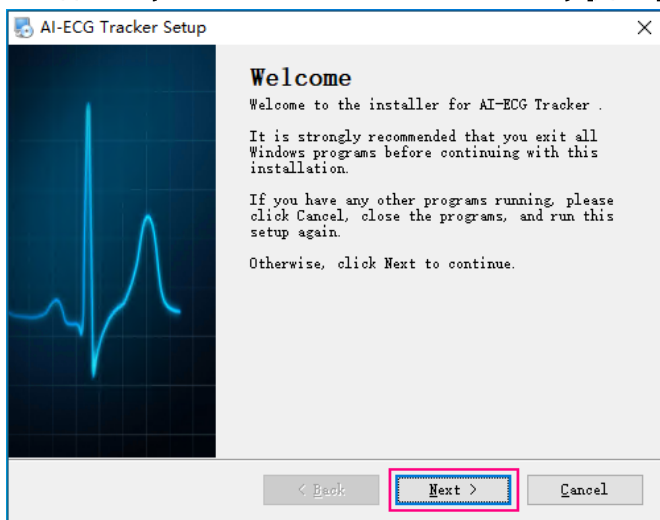 AI-ECG Tracker Setup
Welcome
Welcome to the installer for AI-ECG Tracker .
It is strongly recommended that you exit all
Windows programs before continuing with this
installation.
If you have any other programs running, please
click Cancel, close the programs, and run this
setup again.
Otherwise, click Next to continue.
< Back
Next >
Cancel